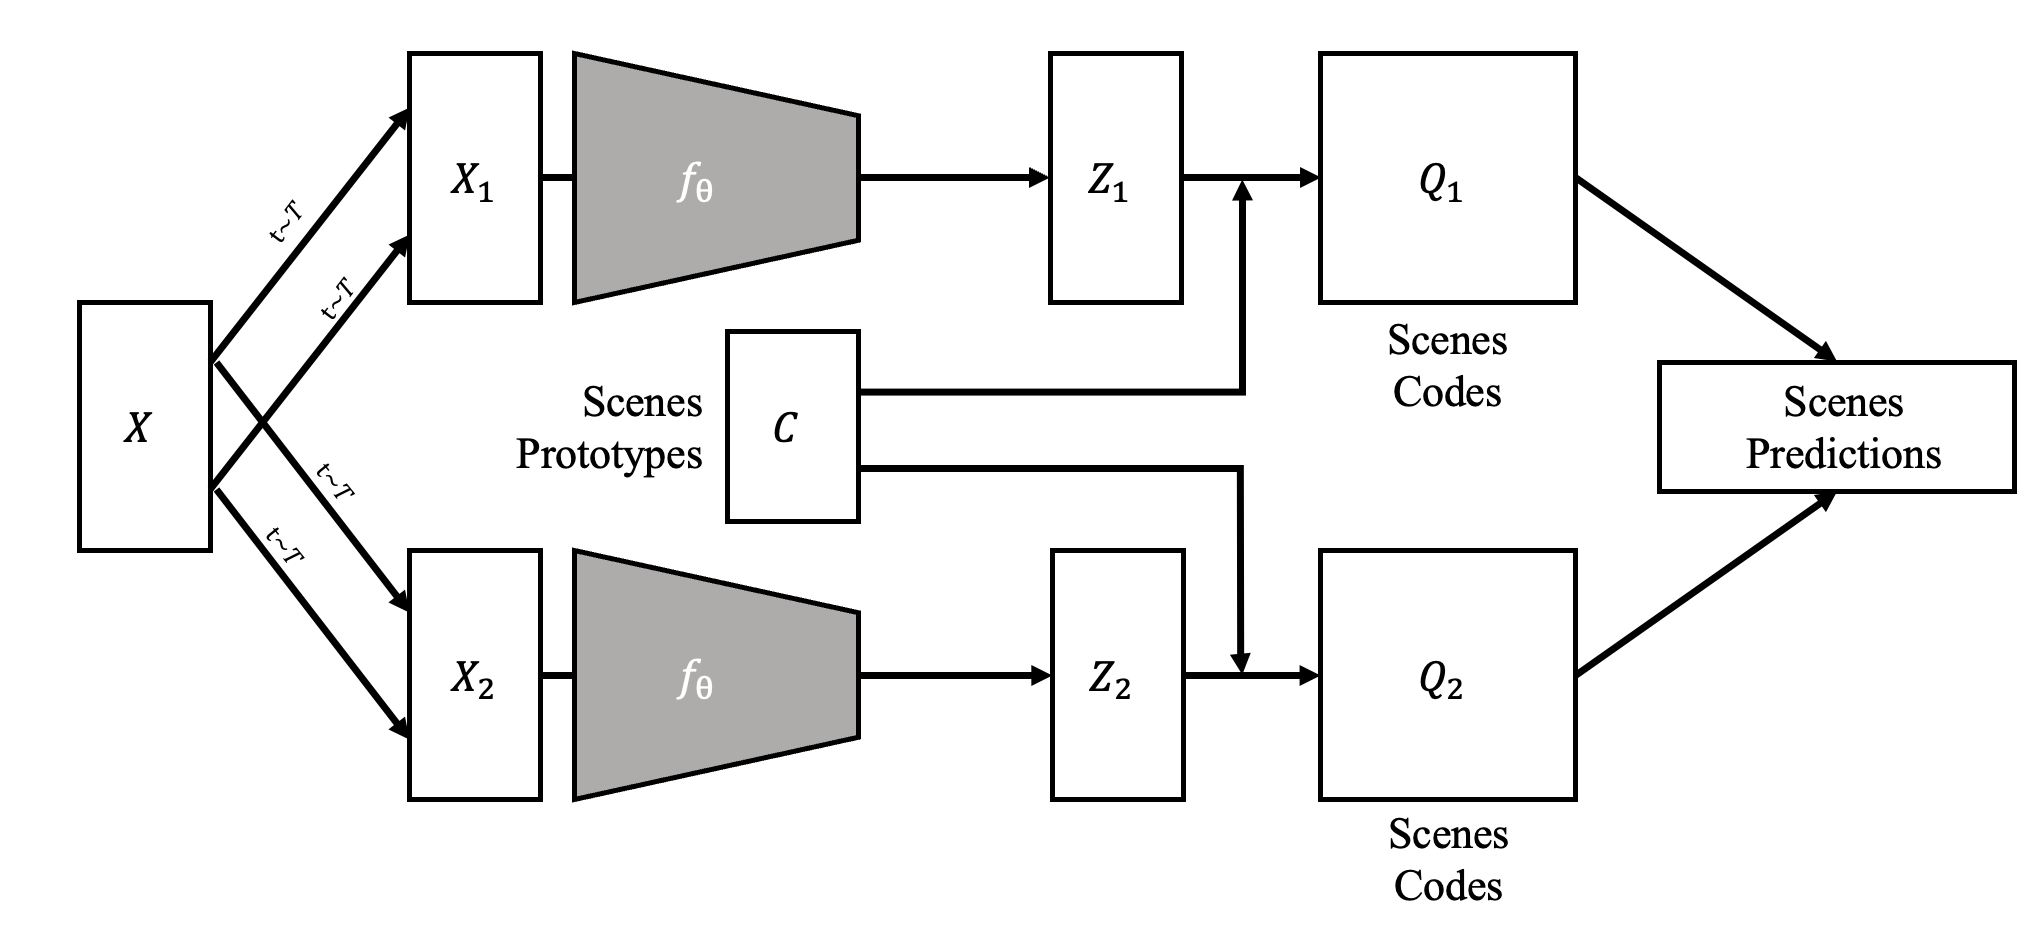 t~T
t~T
t~T
t~T
X
X₁
f_θ
Z₁
Q₁
Scenes
Codes
Scenes
Prototypes
C
X₂
f_θ
Z₂
Q₂
Scenes
Codes
Scenes
Predictions